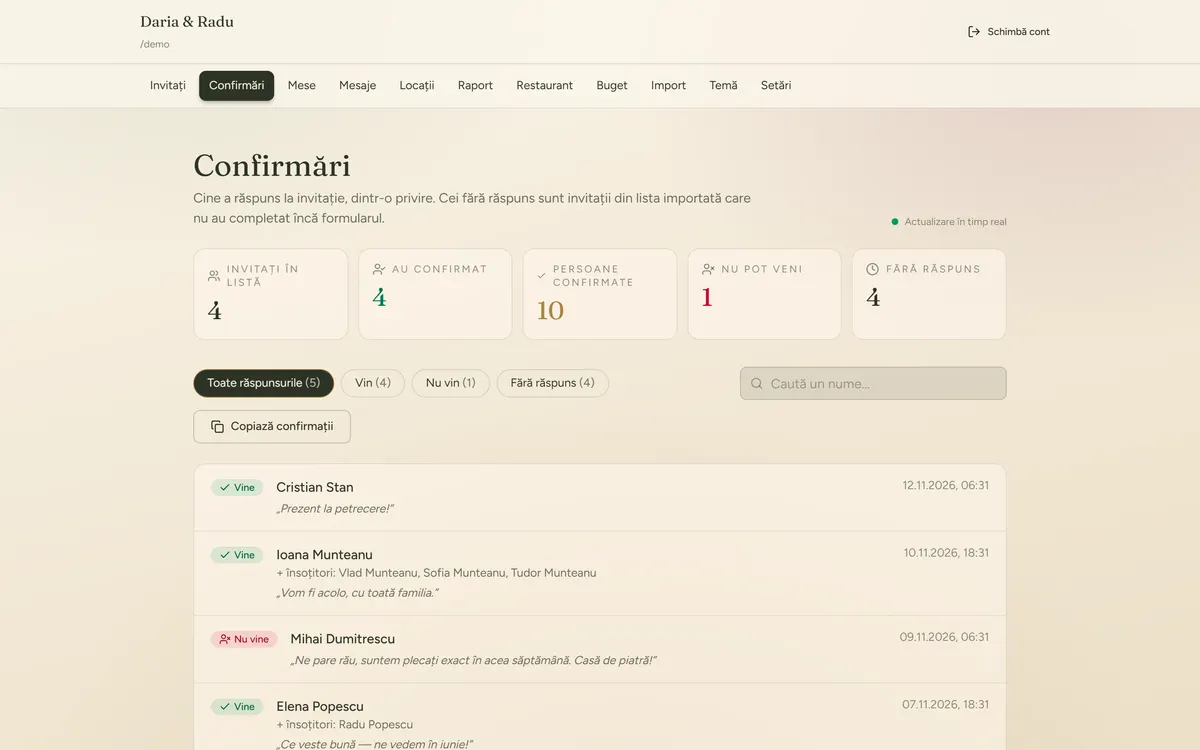 Daria & Radu
/demo
Schimbă cont
Invitați
Confirmări
Mese
Mesaje
Locații
Raport
Restaurant
Buget
Import
Temă
Setări
Confirmări
Cine a răspuns la invitație, dintr-o privire. Cei fără răspuns sunt invitații din lista importată care
nu au completat încă formularul.
Actualizare în timp real
INVITAȚI ÎN
LISTĂ
4
AU CONFIRMAT
4
PERSOANE
CONFIRMATE
10
NU POT VENI
1
FĂRĂ RĂSPUNS
4
Toate răspunsurile (5)
Vin (4)
Nu vin (1)
Fără răspuns (4)
Caută un nume...
Copiază confirmații
Vine
Cristian Stan
12.11.2026, 06:31
„Prezent la petrecere!”
Vine
Ioana Munteanu
10.11.2026, 18:31
+ însoțitori: Vlad Munteanu, Sofia Munteanu, Tudor Munteanu
„Vom fi acolo, cu toată familia.”
Nu vine
Mihai Dumitrescu
09.11.2026, 06:31
„Ne pare rău, suntem plecați exact în acea săptămână. Casă de piatră!”
Vine
Elena Popescu
07.11.2026, 18:31
+ însoțitori: Radu Popescu
„Ce veste bună — ne vedem în iunie!”